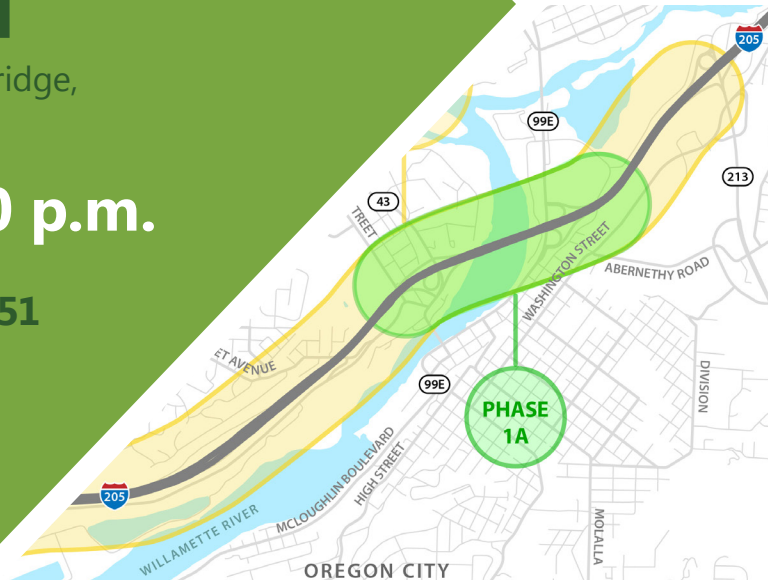 ridge,
0 p.m.
51
205
99E
213
43
TREET
WASHINGTON STREET
ABERNETHY ROAD
ET AVENUE
99E
DIVISION
PHASE
1A
205
MCLOUGHLIN BOULEVARD
HIGH STREET
WILLAMETTE RIVER
MOLALLA
OREGON CITY